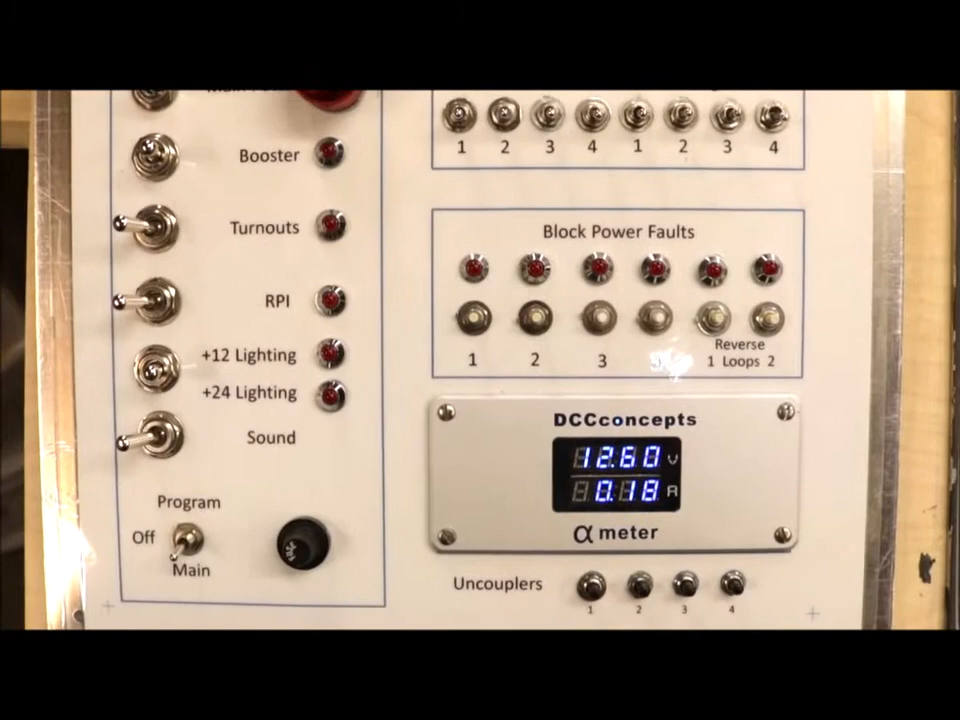 Main
Booster
Turnouts
RPI
+12 Lighting
+24 Lighting
Sound
Program
Off
Main
1 2 3 4 1 2 3 4
Block Power Faults
1 2 3
Reverse
1 Loops 2
DCCconcepts
12.60 V
0.18 A
α meter
Uncouplers
1 2 3 4